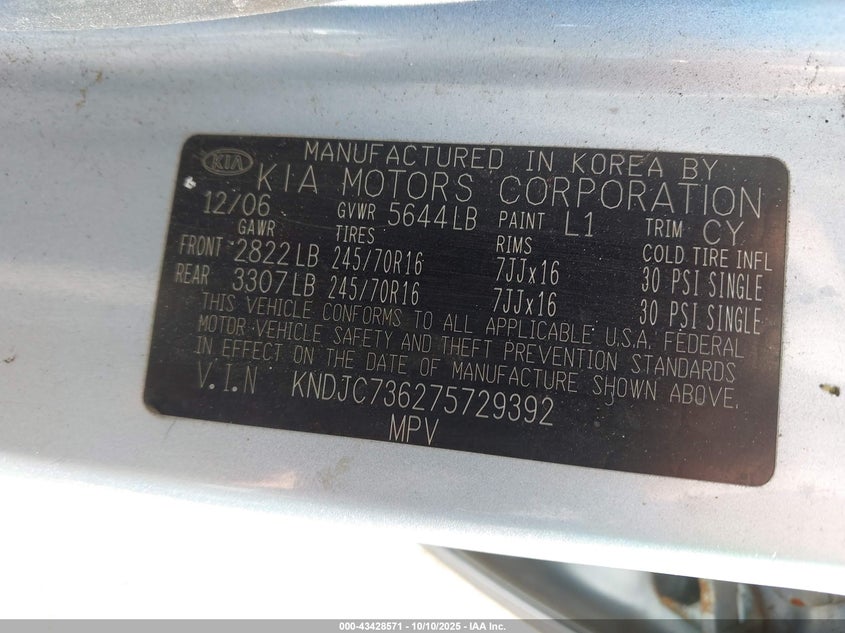 KIA
MANUFACTURED IN KOREA BY
KIA MOTORS CORPORATION
12/06 GVWR 5644LB PAINT L1 TRIM CY
GAWR TIRES RIMS COLD TIRE INFL
FRONT 2822LB 245/70R16 7JJx16 30 PSI SINGLE
REAR 3307LB 245/70R16 7JJx16 30 PSI SINGLE
THIS VEHICLE CONFORMS TO ALL APPLICABLE U.S.A. FEDERAL
MOTOR VEHICLE SAFETY AND THEFT PREVENTION STANDARDS
IN EFFECT ON THE DATE OF MANUFACTURE SHOWN ABOVE.
V.I.N KNDJC736275729392
MPV
000-43428571 - 10/10/2025 - IAA Inc.